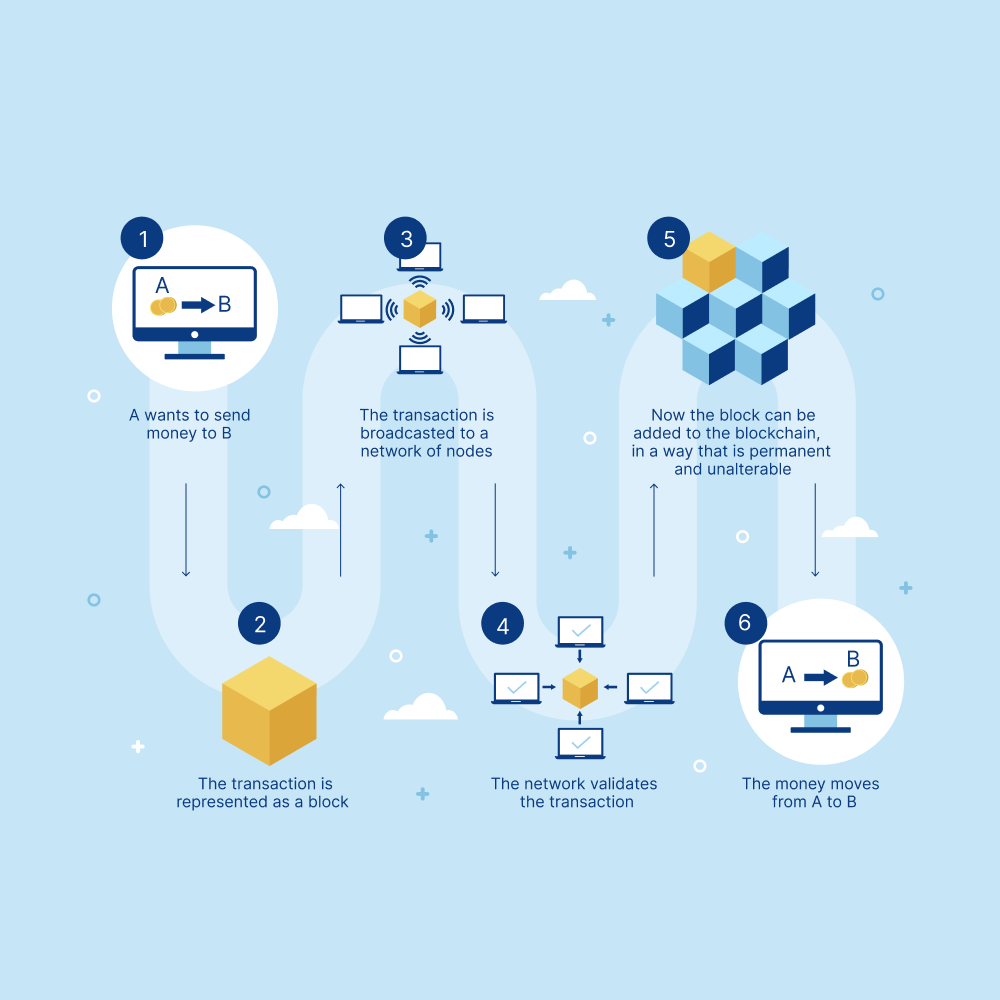 1
A
B
A wants to send
money to B
2
The transaction is
represented as a block
3
The transaction is
broadcasted to a
network of nodes
4
The network validates
the transaction
5
Now the block can be
added to the blockchain,
in a way that is permanent
and unalterable
6
A
B
The money moves
from A to B